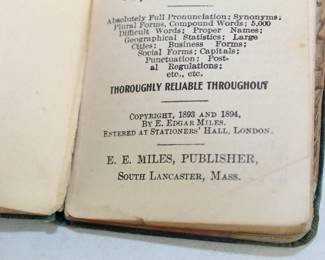 Absolutely Full Pronunciation; Synonyms;
Plural Forms, Compound Words; 5,000
Difficult Words; Proper Names;
Geographical Statistics; Large
Cities; Business Forms;
Social Forms; Capitals;
Punctuation; Post-
al Regulations;
etc., etc.
THOROUGHLY RELIABLE THROUGHOUT
COPYRIGHT, 1893 AND 1894,
BY E. EDGAR MILES.
ENTERED AT STATIONERS' HALL, LONDON.
E. E. MILES, PUBLISHER,
SOUTH LANCASTER, MASS.